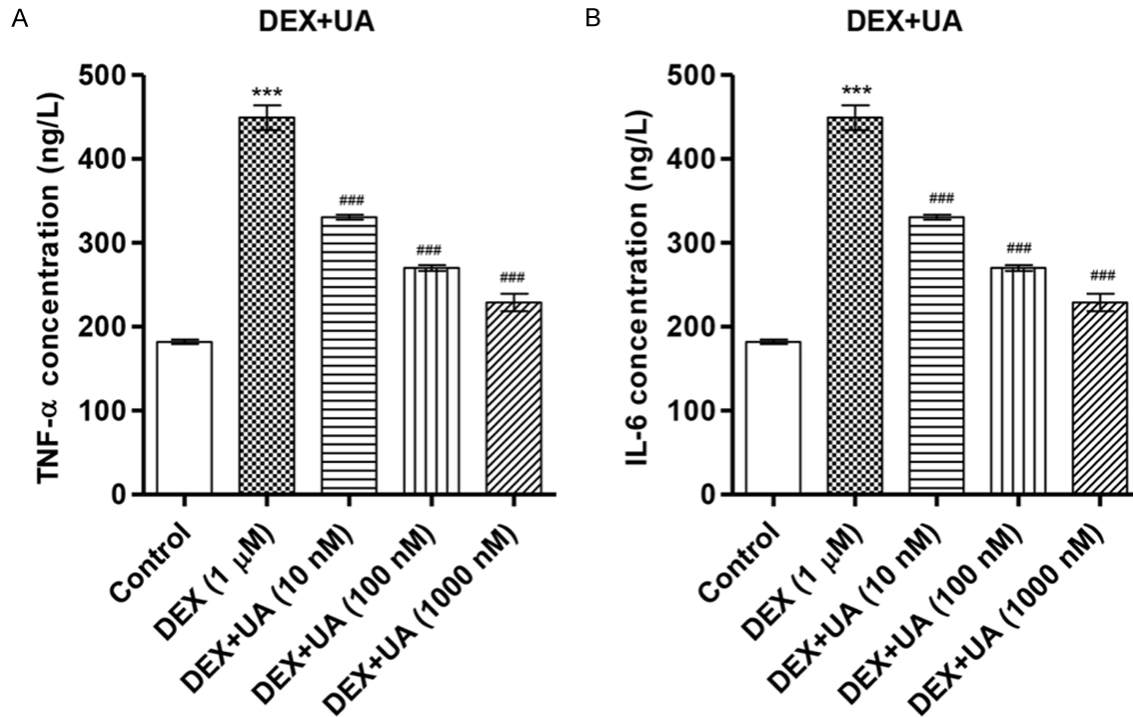 A
DEX+UA
TNF-α concentration (ng/L)
500
400
300
200
100
0
***
###
###
###
Control
DEX (1 μM)
DEX+UA (10 nM)
DEX+UA (100 nM)
DEX+UA (1000 nM)
B
DEX+UA
IL-6 concentration (ng/L)
500
400
300
200
100
0
***
###
###
###
Control
DEX (1 μM)
DEX+UA (10 nM)
DEX+UA (100 nM)
DEX+UA (1000 nM)